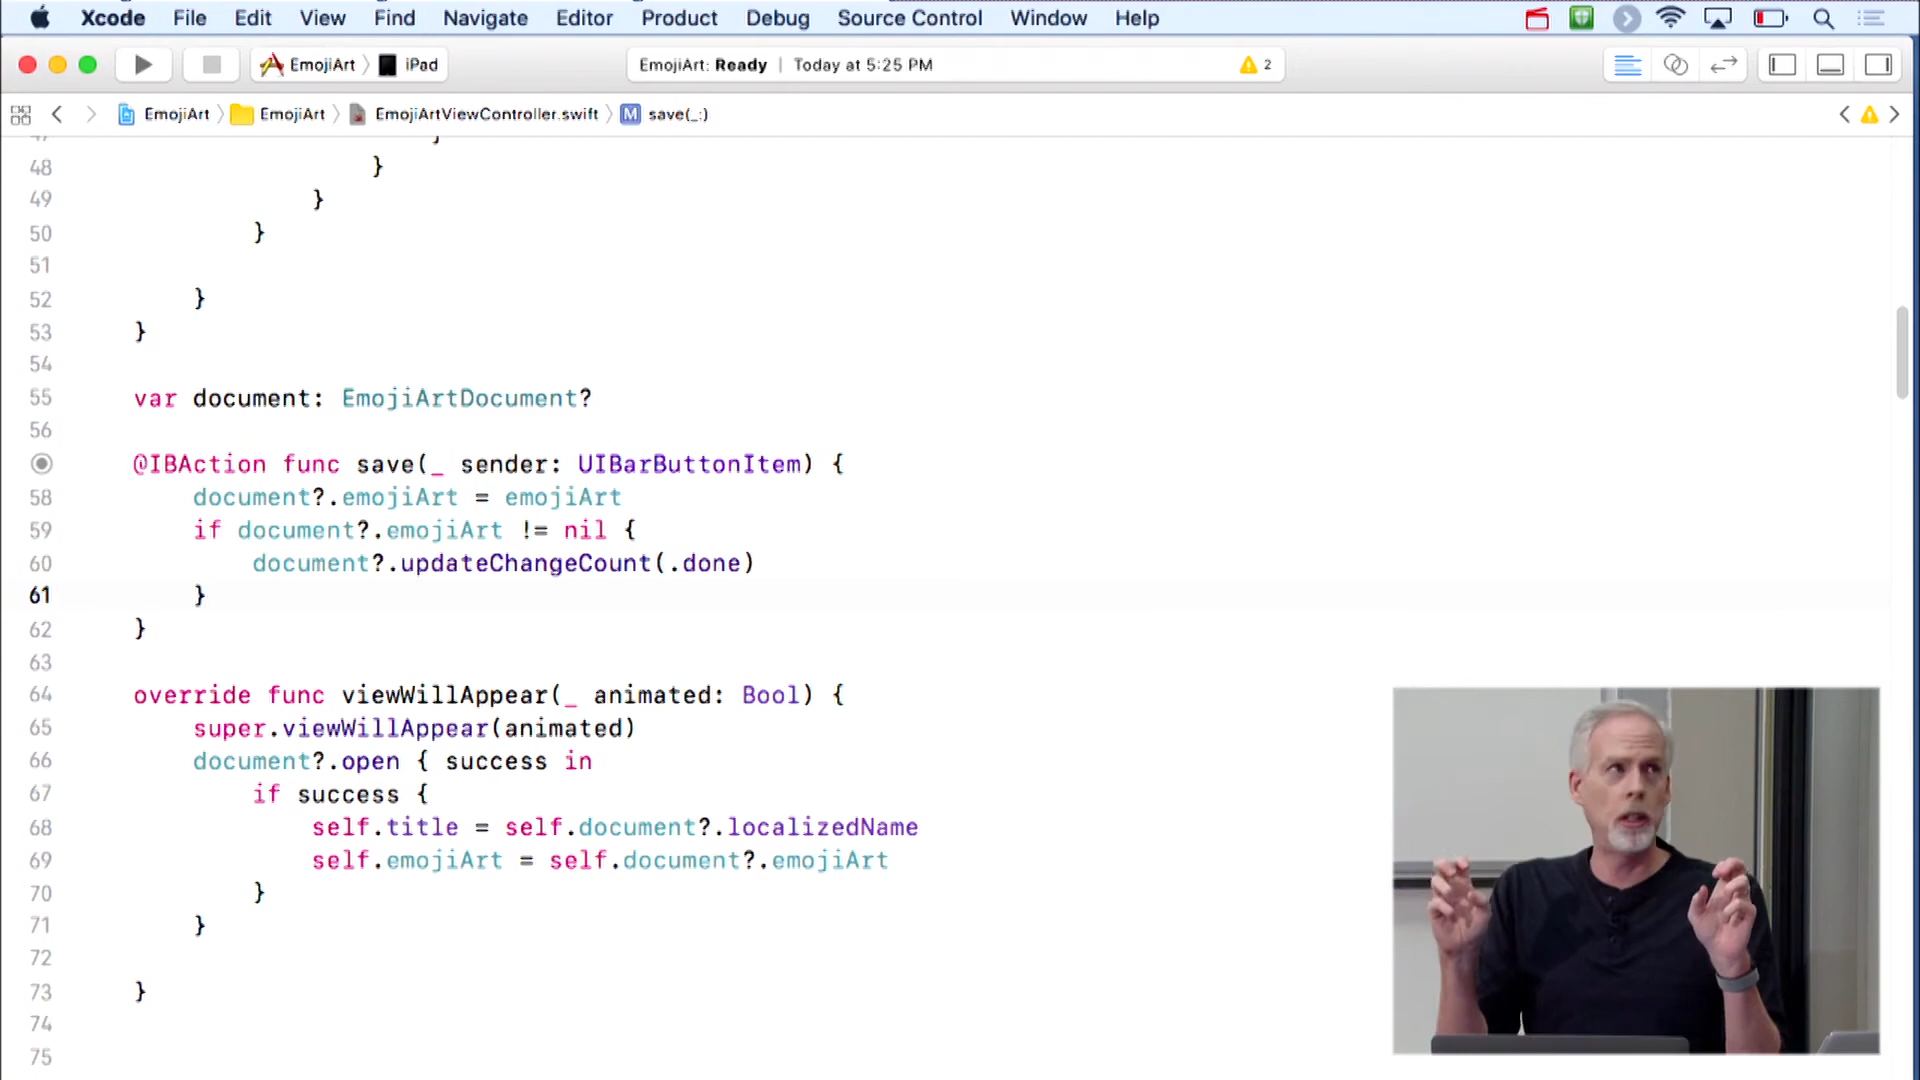 Xcode File Edit View Find Navigate Editor Product Debug Source Control Window Help
EmojiArt iPad EmojiArt: Ready | Today at 5:25 PM 2
EmojiArt EmojiArt EmojiArtViewController.swift M save(_:)
48 }
49 }
50 }
51
52 }
53 }
54
55 var document: EmojiArtDocument?
56
@IBAction func save(_ sender: UIBarButtonItem) {
58 document?.emojiArt = emojiArt
59 if document?.emojiArt != nil {
60 document?.updateChangeCount(.done)
61 }
62 }
63
64 override func viewWillAppear(_ animated: Bool) {
65 super.viewWillAppear(animated)
66 document?.open { success in
67 if success {
68 self.title = self.document?.localizedName
69 self.emojiArt = self.document?.emojiArt
70 }
71 }
72
73 }
74
75